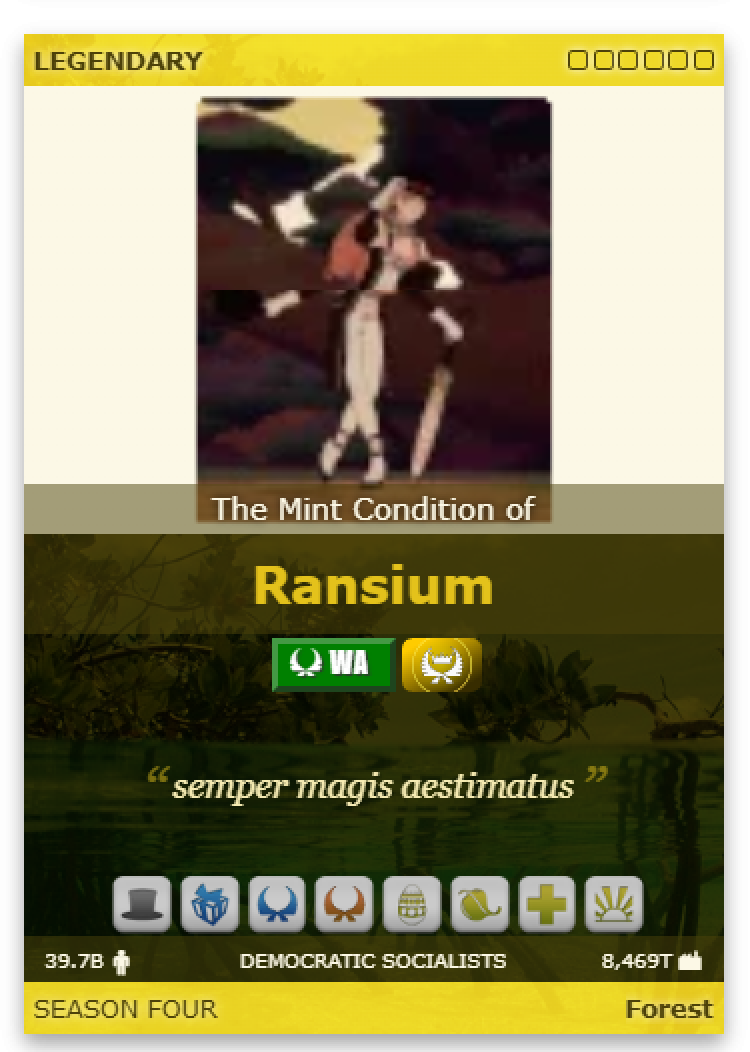 LEGENDARY
The Mint Condition of
Ransium
WA
“semper magis aestimatus ”
39.7B DEMOCRATIC SOCIALISTS 8,469T
SEASON FOUR Forest